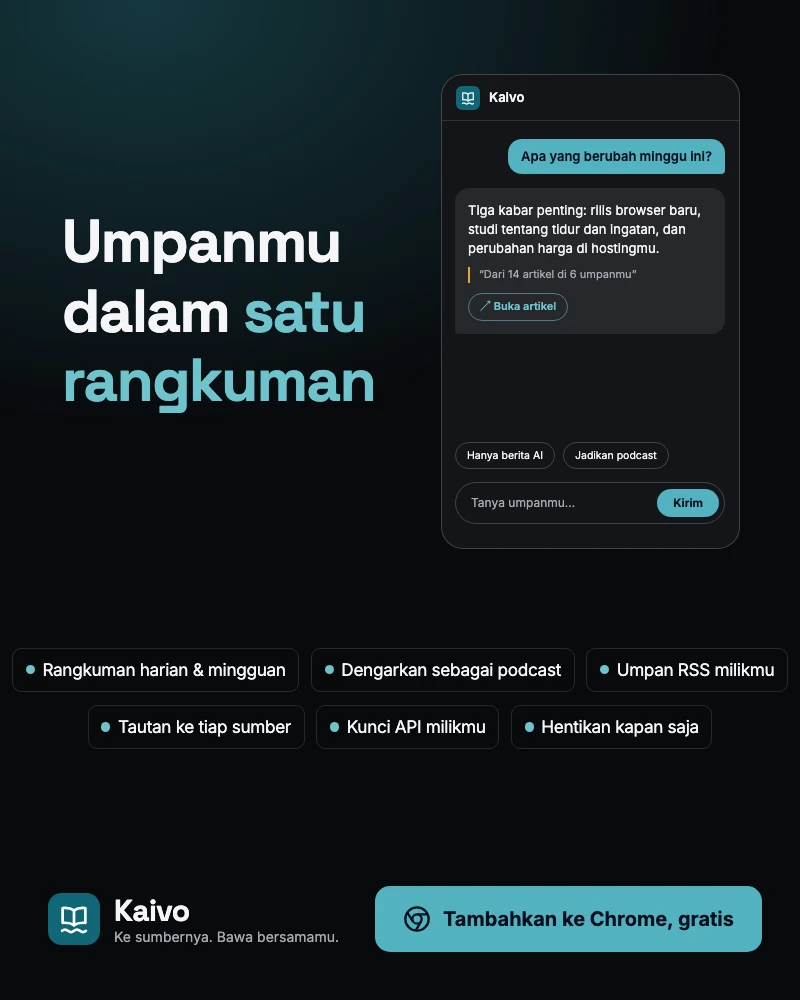 Umpanmu
dalam satu
rangkuman
Kaivo
Apa yang berubah minggu ini?
Tiga kabar penting: rilis browser baru,
studi tentang tidur dan ingatan, dan
perubahan harga di hostingmu.
"Dari 14 artikel di 6 umpanmu"
↗ Buka artikel
Hanya berita AI
Jadikan podcast
Tanya umpanmu...
Kirim
Rangkuman harian & mingguan
Dengarkan sebagai podcast
Umpan RSS milikmu
Tautan ke tiap sumber
Kunci API milikmu
Hentikan kapan saja
Kaivo
Ke sumbernya. Bawa bersamamu.
Tambahkan ke Chrome, gratis